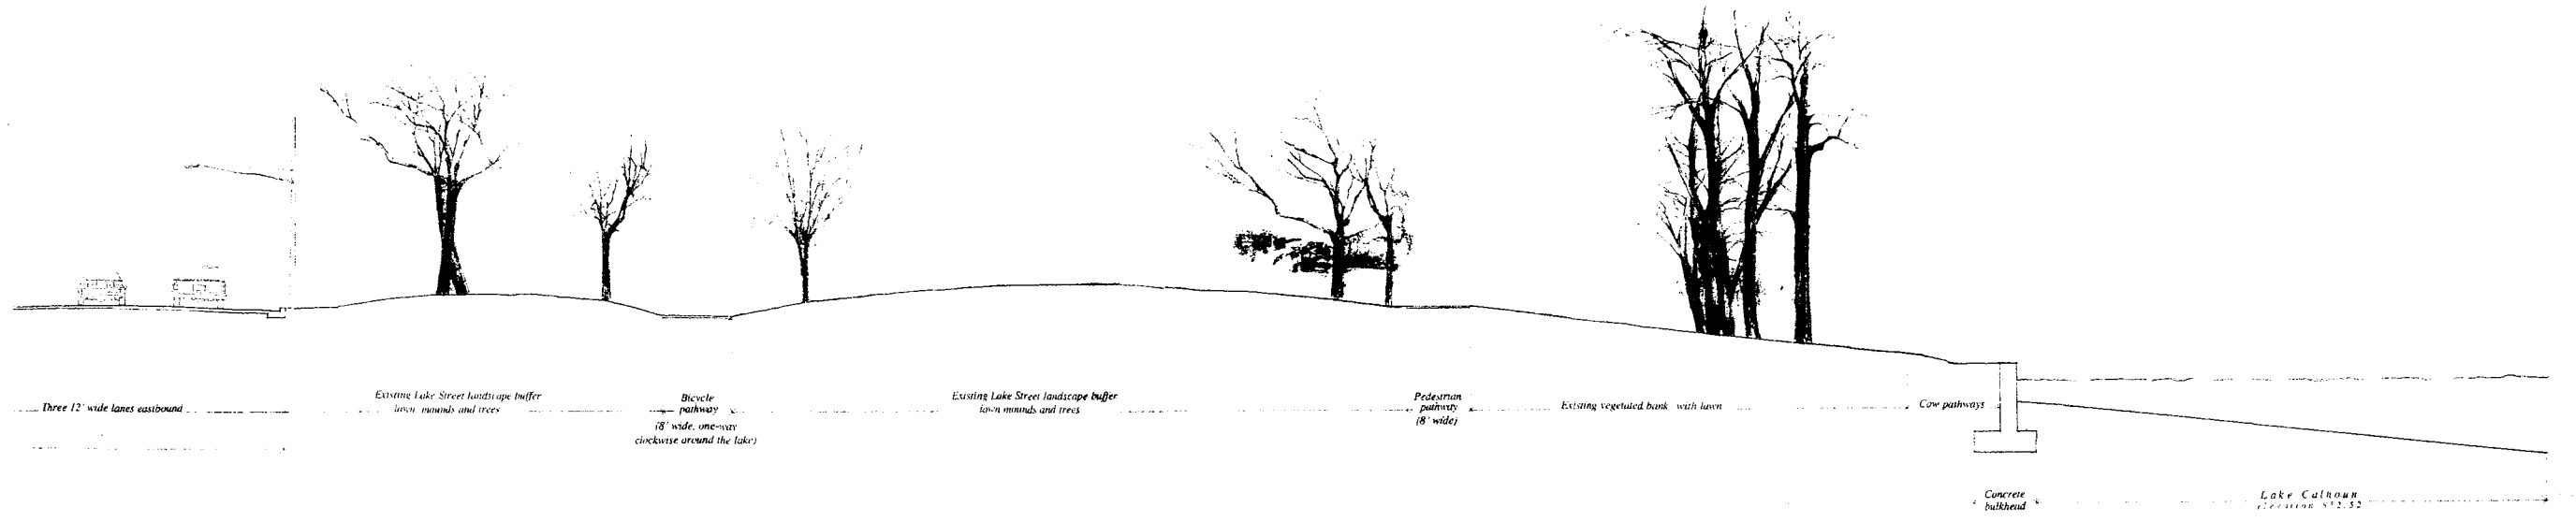 Three 12' wide lanes eastbound
Existing Lake Street landscape buffer
lawn mounds and trees
Bicycle
pathway
(8' wide, one-way
clockwise around the lake)
Existing Lake Street landscape buffer
lawn mounds and trees
Pedestrian
pathway
(8' wide)
Existing vegetated bank with lawn
Cow pathways
Concrete
bulkhead
Lake Calhoun
elevation